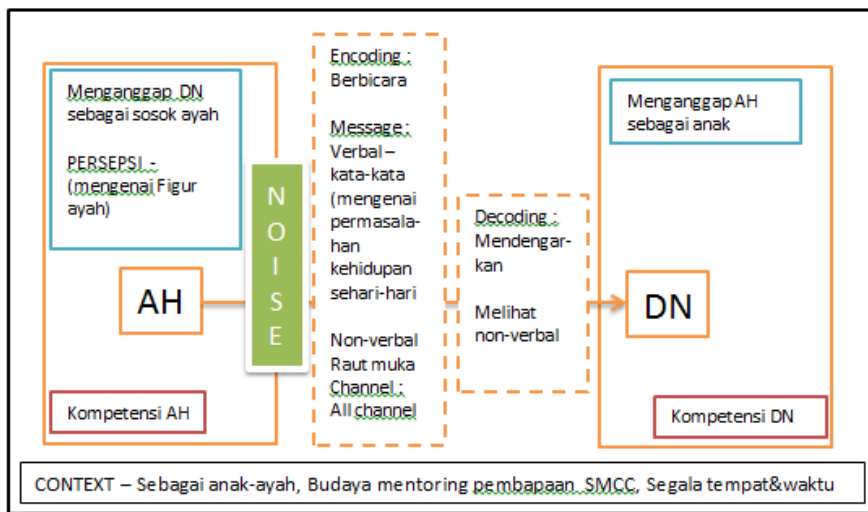 Menganggap DN
sebagai sosok ayah
PERSEPSI -
(mengenai Figur
ayah)
AH
Kompetensi AH
N
O
I
S
E
Encoding :
Berbicara
Message :
Verbal –
kata-kata
(mengenai
permasala-
han
kehidupan
sehari-hari
Non-verbal
Raut muka
Channel :
All channel
Decoding :
Mendengar-
kan
Melihat
non-verbal
Menganggap AH
sebagai anak
DN
Kompetensi DN
CONTEXT – Sebagai anak-ayah, Budaya mentoring pembapaan SMCC, Segala tempat&waktu